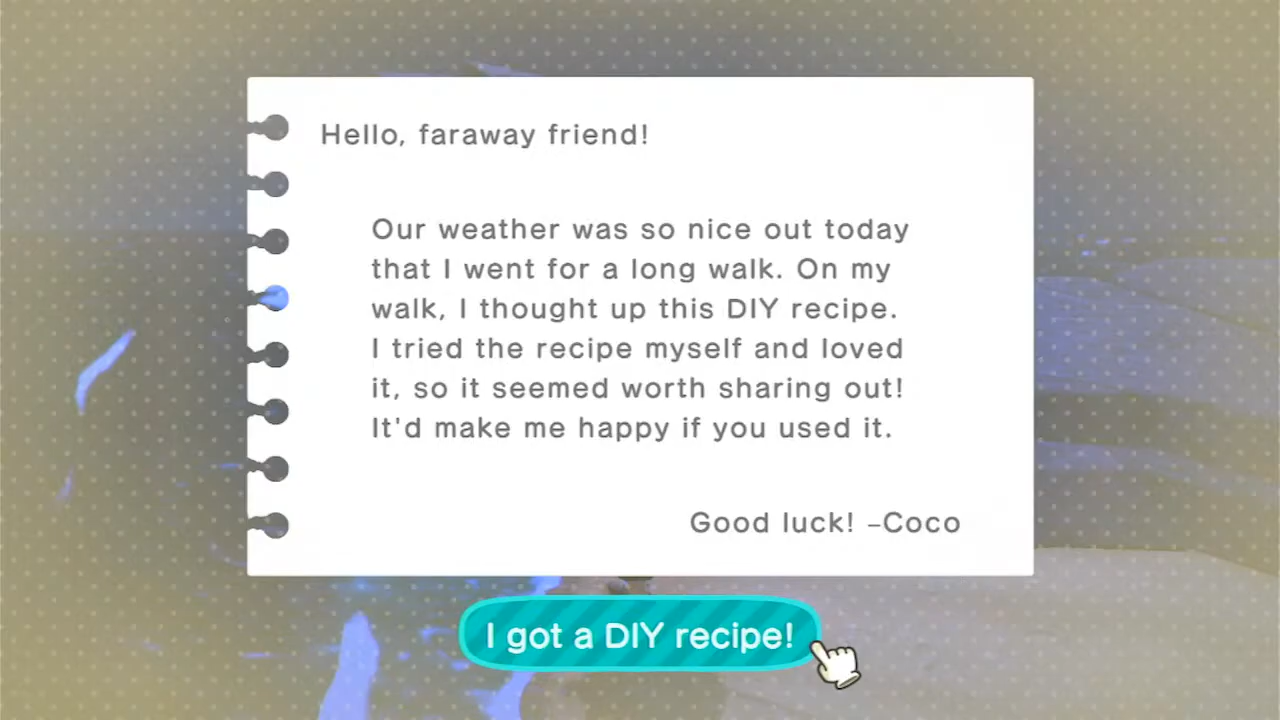 Hello, faraway friend!
Our weather was so nice out today
that I went for a long walk. On my
walk, I thought up this DIY recipe.
I tried the recipe myself and loved
it, so it seemed worth sharing out!
It'd make me happy if you used it.
Good luck! –Coco
I got a DIY recipe!